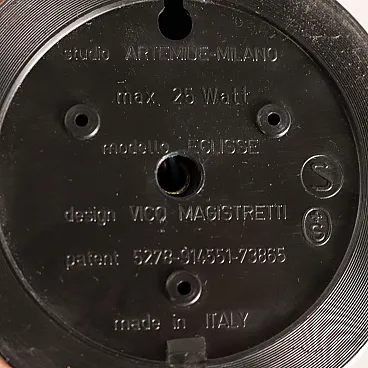 studio ARTEMIDE-MILANO
max. 25 Watt
modello ECLISSE
S
design VICO MAGISTRETTI
+S
patent 5278-914551-73865
made in ITALY